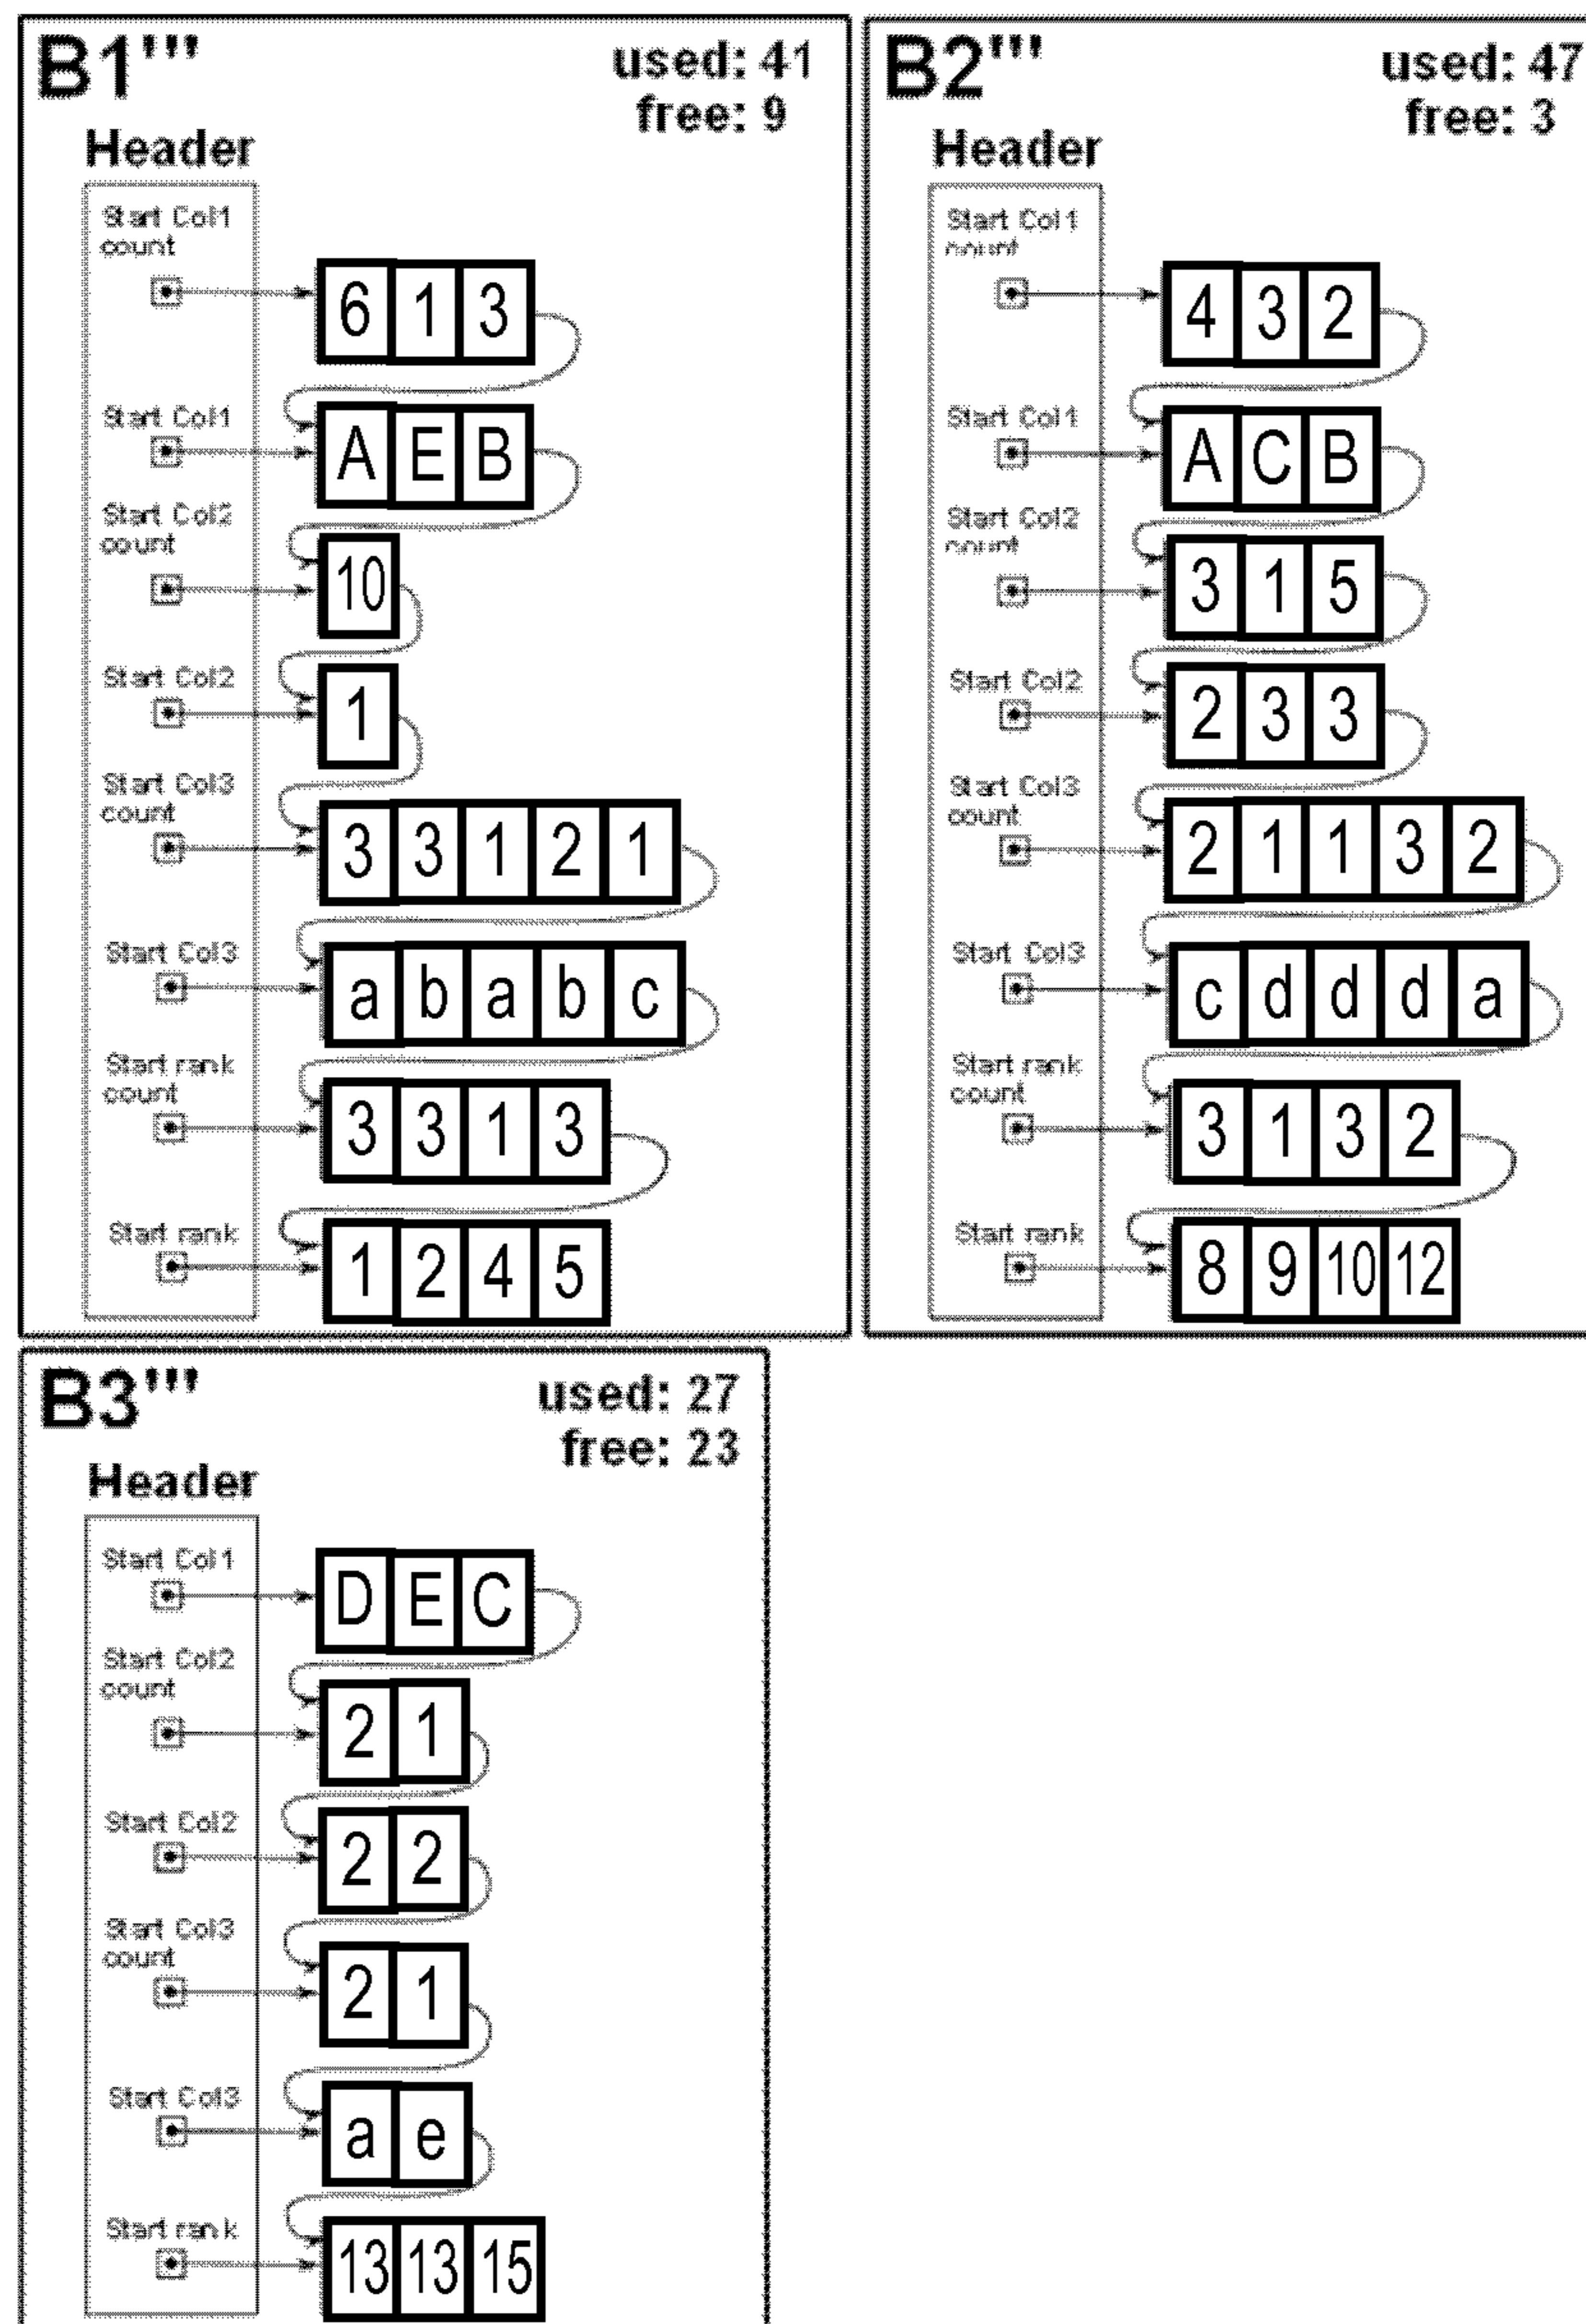 B1'''
used: 41
free: 9
Header
Start Col1
count
6 1 3
Start Col1
A E B
Start Col2
count
10
Start Col2
1
Start Col3
count
3 3 1 2 1
Start Col3
a b a b c
Start rank
count
3 3 1 3
Start rank
1 2 4 5
B2'''
used: 47
free: 3
Header
Start Col1
count
4 3 2
Start Col1
A C B
Start Col2
count
3 1 5
Start Col2
2 3 3
Start Col3
count
2 1 1 3 2
Start Col3
c d d d a
Start rank
count
3 1 3 2
Start rank
8 9 10 12
B3'''
used: 27
free: 23
Header
Start Col1
D E C
Start Col2
count
2 1
Start Col2
2 2
Start Col3
count
2 1
Start Col3
a e
Start rank
13 13 15